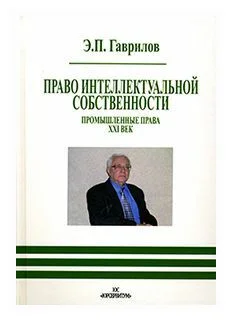 Э.П. Гаврилов
ПРАВО ИНТЕЛЛЕКТУАЛЬНОЙ
СОБСТВЕННОСТИ
ПРОМЫШЛЕННЫЕ ПРАВА
XXI ВЕК